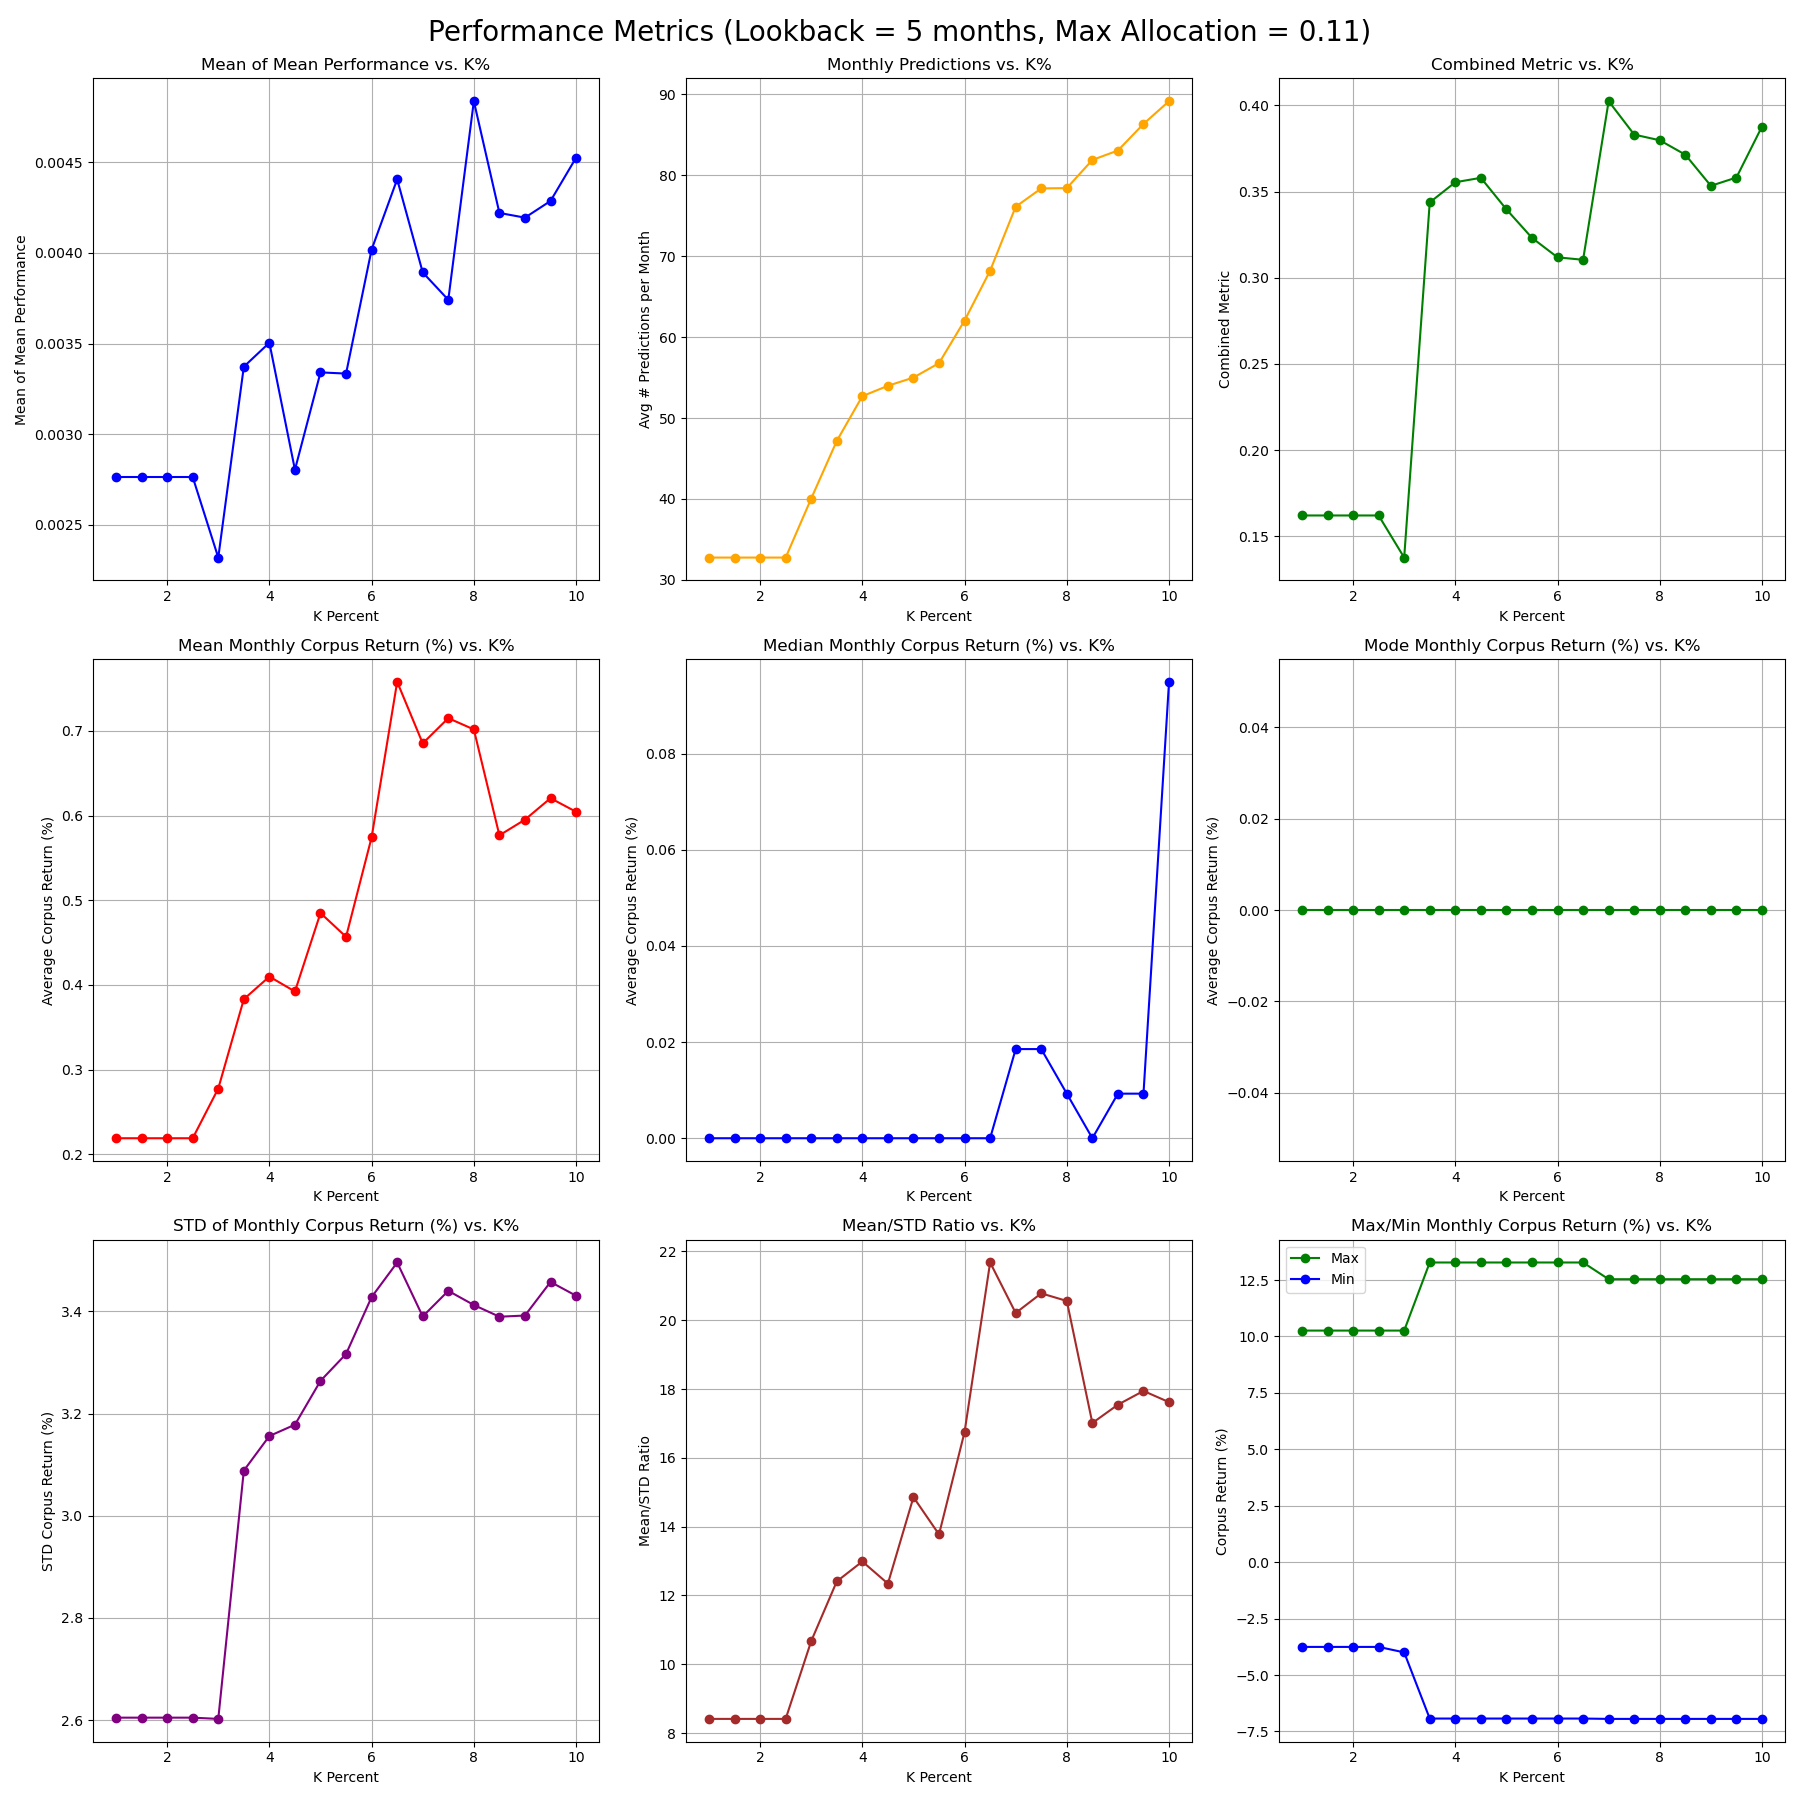 Performance Metrics (Lookback = 5 months, Max Allocation = 0.11)
Mean of Mean Performance vs. K%
Mean of Mean Performance
0.0045
0.0040
0.0035
0.0030
0.0025
2 4 6 8 10
K Percent
Monthly Predictions vs. K%
Avg # Predictions per Month
90
80
70
60
50
40
30
2 4 6 8 10
K Percent
Combined Metric vs. K%
Combined Metric
0.40
0.35
0.30
0.25
0.20
0.15
2 4 6 8 10
K Percent
Mean Monthly Corpus Return (%) vs. K%
Average Corpus Return (%)
0.7
0.6
0.5
0.4
0.3
0.2
2 4 6 8 10
K Percent
Median Monthly Corpus Return (%) vs. K%
Average Corpus Return (%)
0.08
0.06
0.04
0.02
0.00
2 4 6 8 10
K Percent
Mode Monthly Corpus Return (%) vs. K%
Average Corpus Return (%)
0.04
0.02
0.00
−0.02
−0.04
2 4 6 8 10
K Percent
STD of Monthly Corpus Return (%) vs. K%
STD Corpus Return (%)
3.4
3.2
3.0
2.8
2.6
2 4 6 8 10
K Percent
Mean/STD Ratio vs. K%
Mean/STD Ratio
22
20
18
16
14
12
10
8
2 4 6 8 10
K Percent
Max/Min Monthly Corpus Return (%) vs. K%
Max
Min
Corpus Return (%)
12.5
10.0
7.5
5.0
2.5
0.0
−2.5
−5.0
−7.5
2 4 6 8 10
K Percent